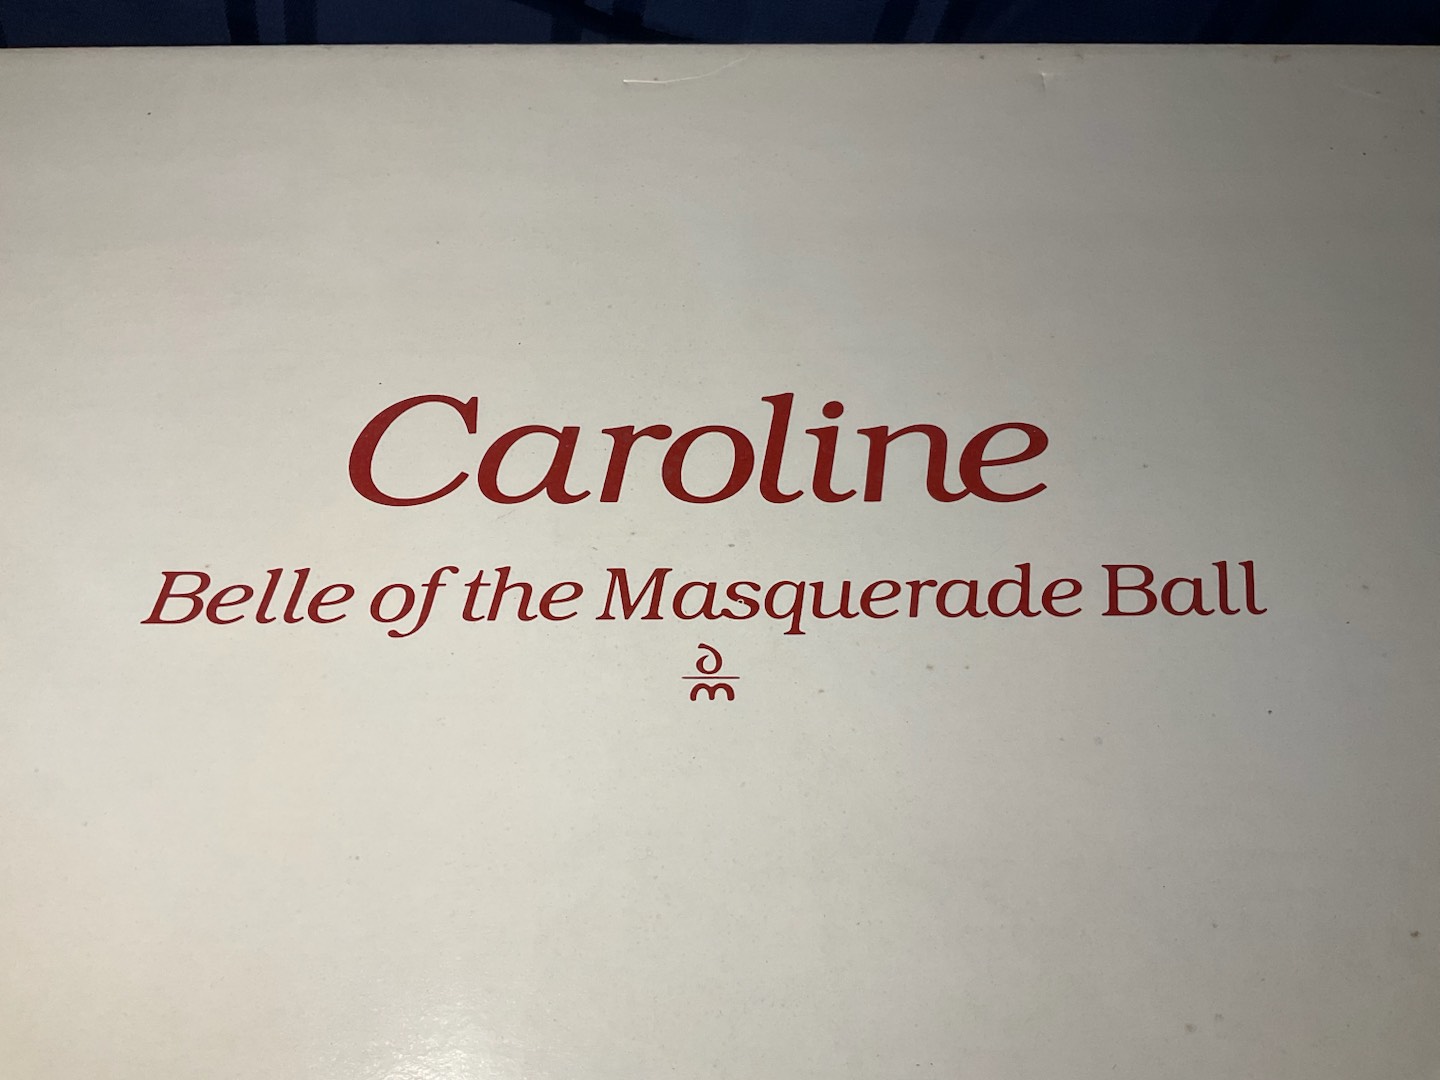 Caroline
Belle of the Masquerade Ball